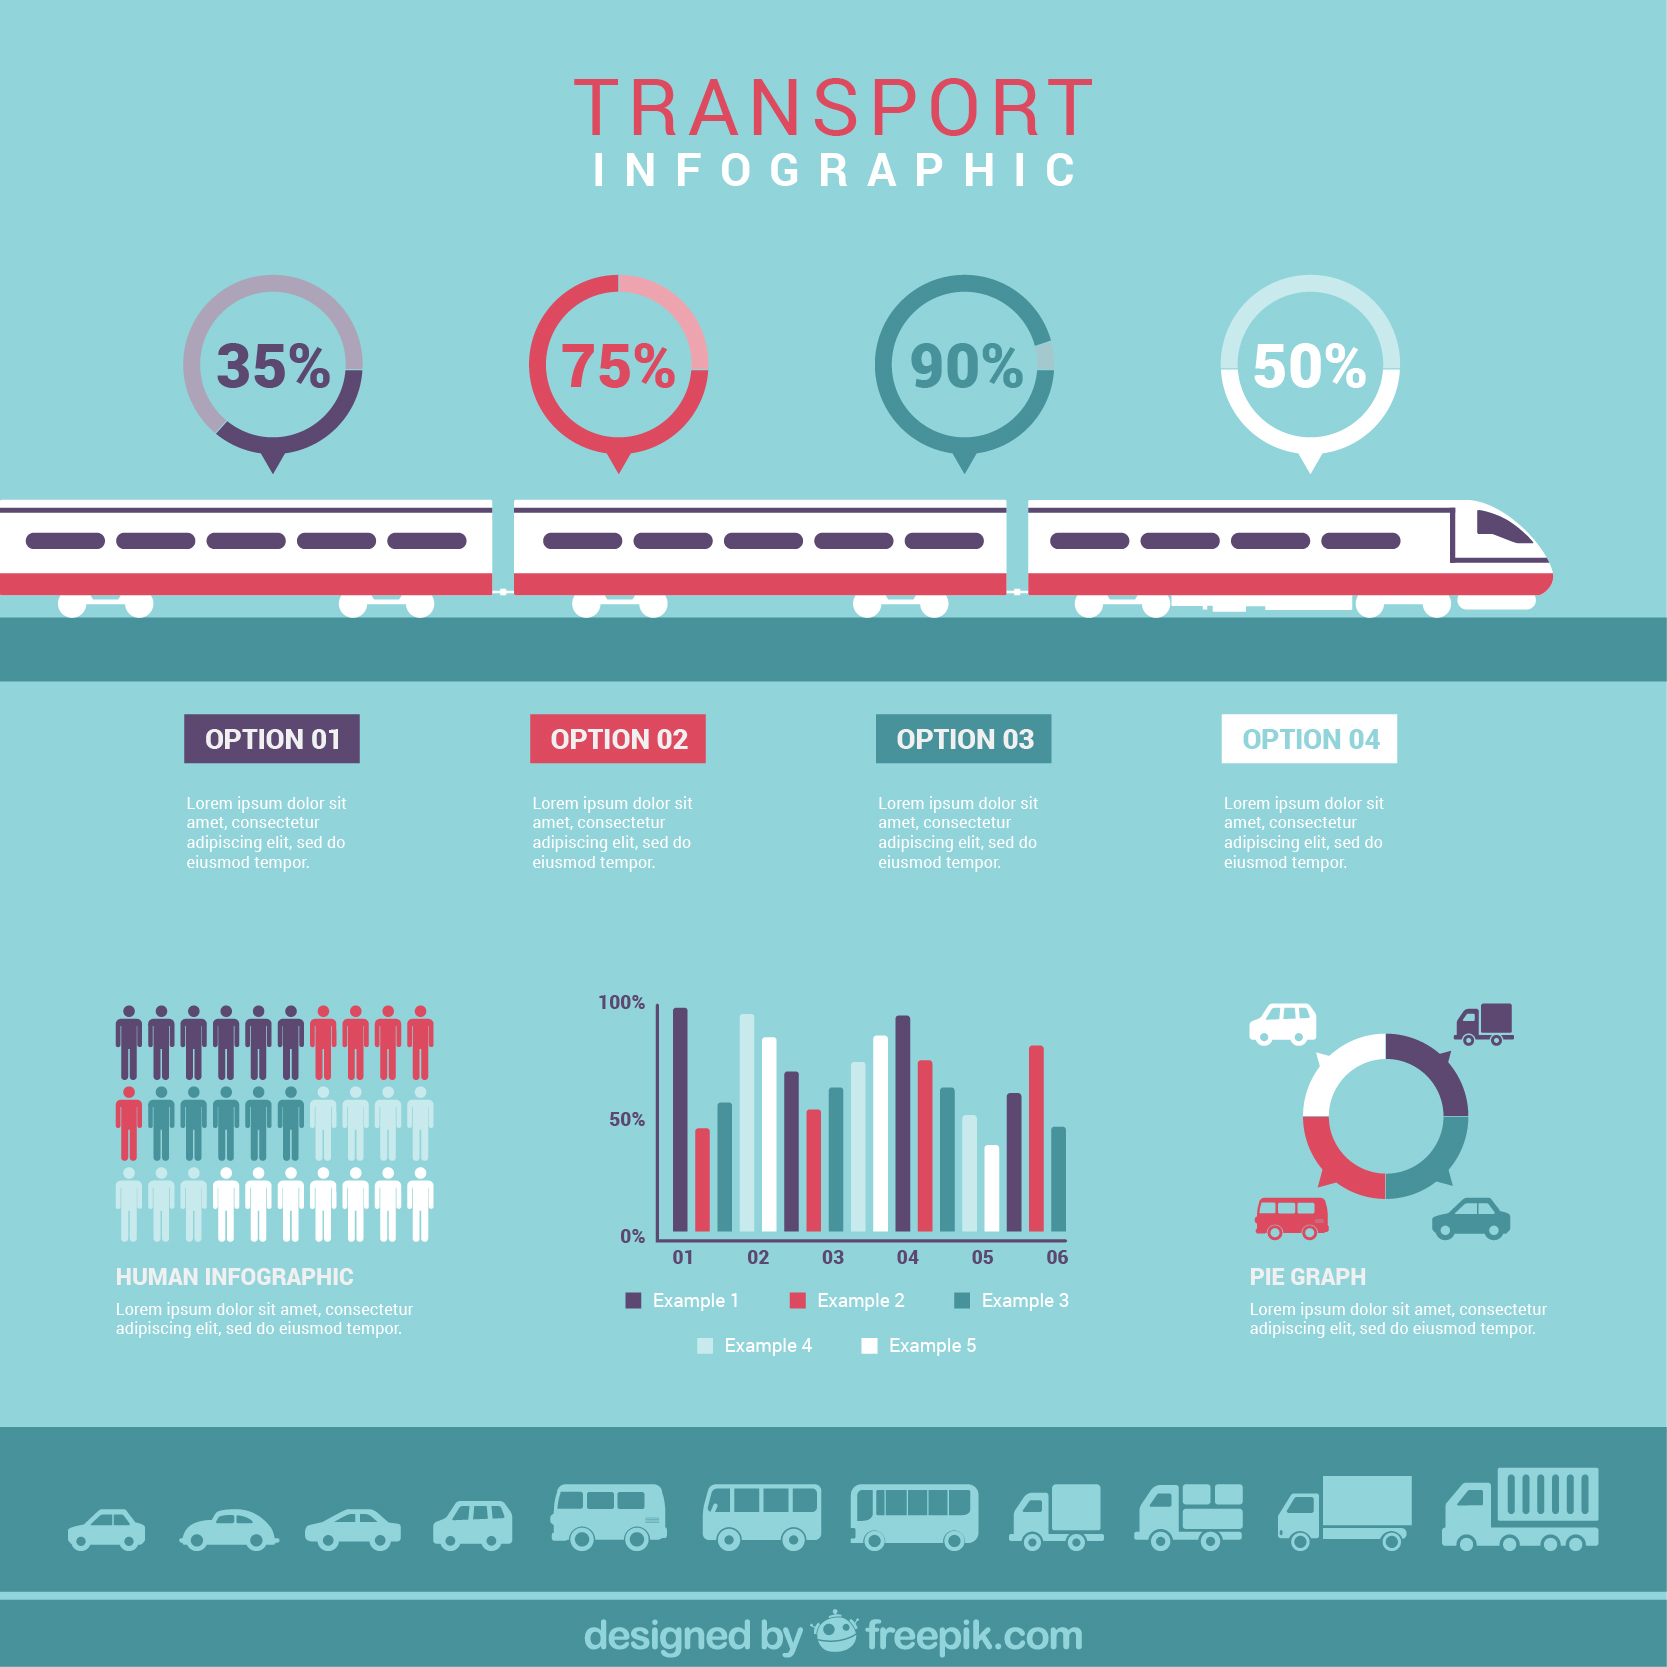 TRANSPORT
INFOGRAPHIC
35%
75%
90%
50%
OPTION 01
Lorem ipsum dolor sit
amet, consectetur
adipiscing elit, sed do
eiusmod tempor.
OPTION 02
Lorem ipsum dolor sit
amet, consectetur
adipiscing elit, sed do
eiusmod tempor.
OPTION 03
Lorem ipsum dolor sit
amet, consectetur
adipiscing elit, sed do
eiusmod tempor.
OPTION 04
Lorem ipsum dolor sit
amet, consectetur
adipiscing elit, sed do
eiusmod tempor.
HUMAN INFOGRAPHIC
Lorem ipsum dolor sit amet, consectetur
adipiscing elit, sed do eiusmod tempor.
100%
50%
0%
01 02 03 04 05 06
Example 1 Example 2 Example 3
Example 4 Example 5
PIE GRAPH
Lorem ipsum dolor sit amet, consectetur
adipiscing elit, sed do eiusmod tempor.
designed by freepik.com